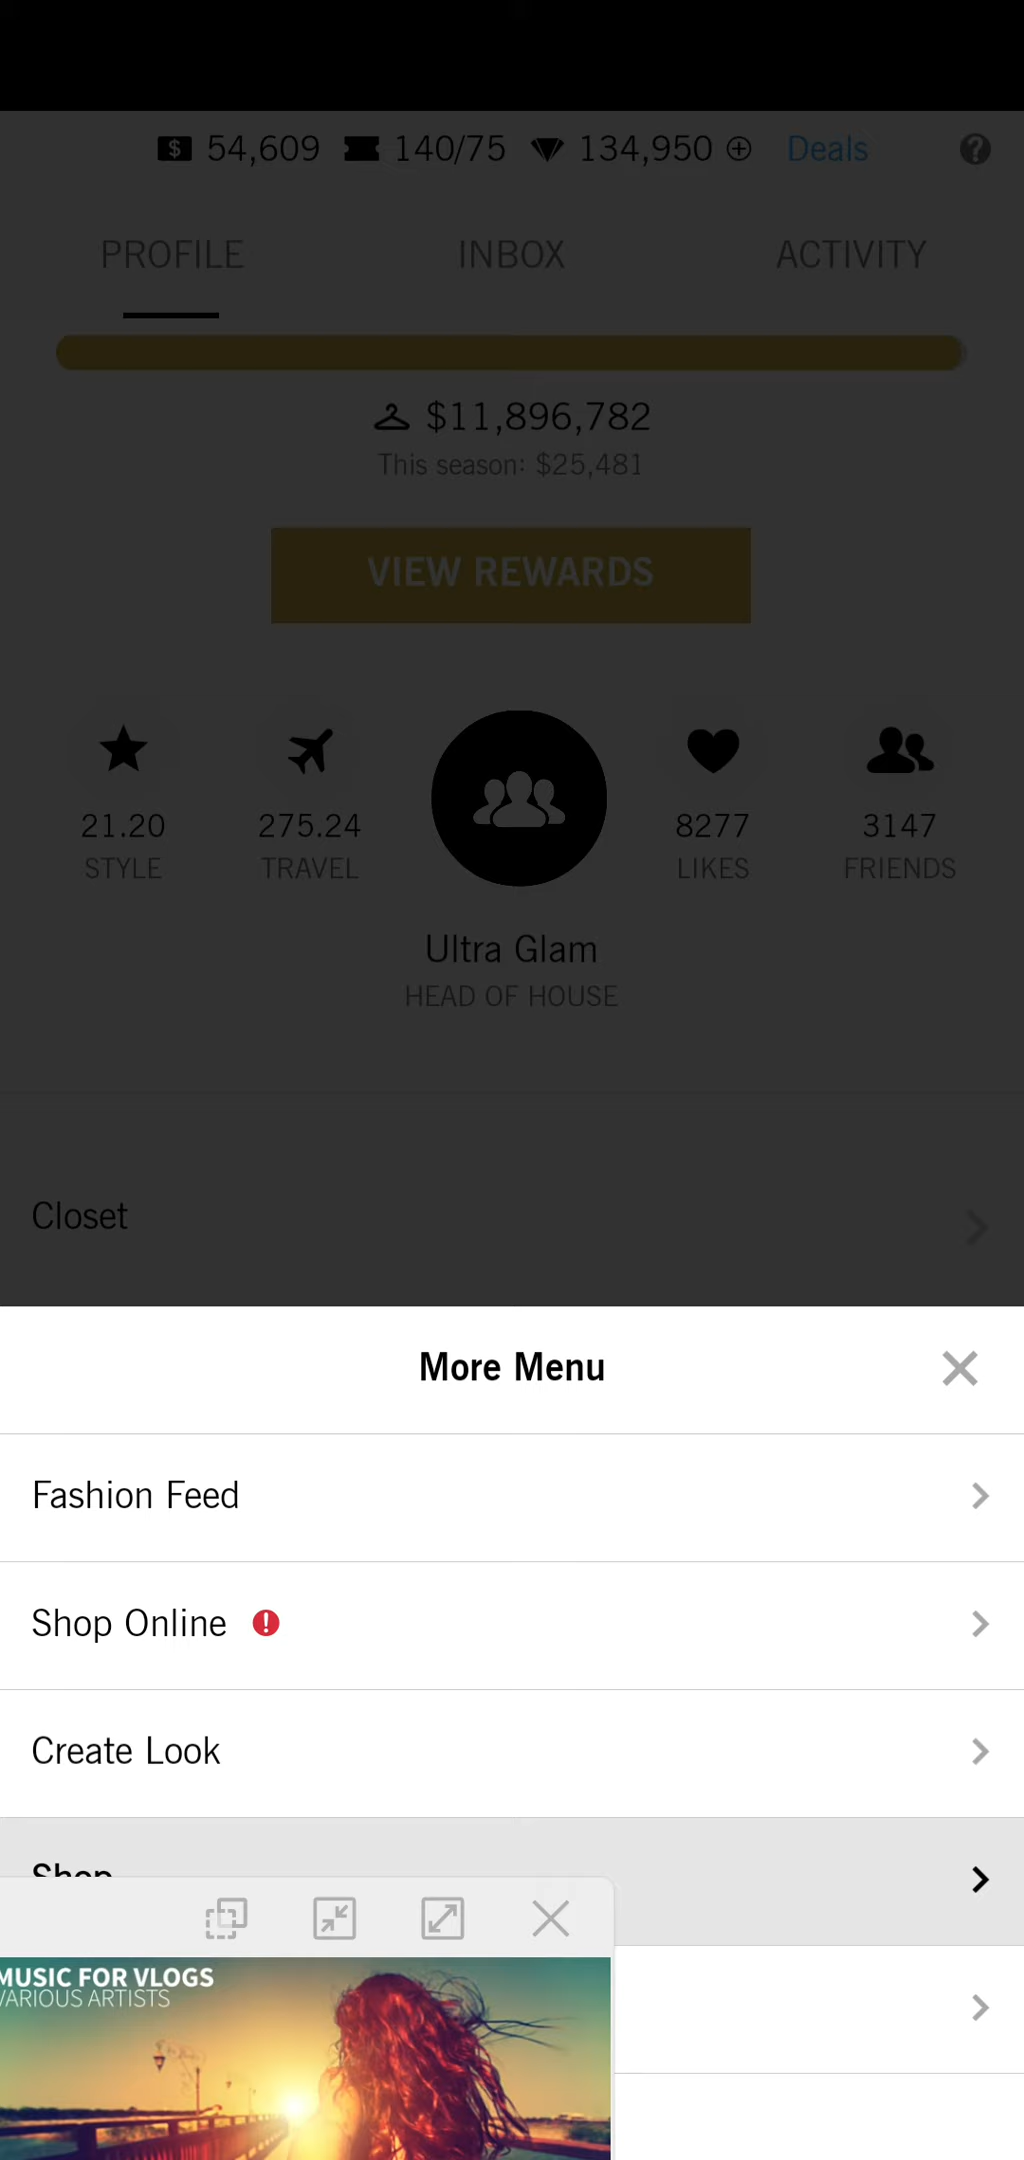 54,609 140/75 134,950 Deals
PROFILE INBOX ACTIVITY
$11,896,782
This season: $25,481
VIEW REWARDS
21.20 275.24 8277 3147
STYLE TRAVEL LIKES FRIENDS
Ultra Glam
HEAD OF HOUSE
Closet
More Menu
Fashion Feed
Shop Online
Create Look
Shop
MUSIC FOR VLOGS
VARIOUS ARTISTS